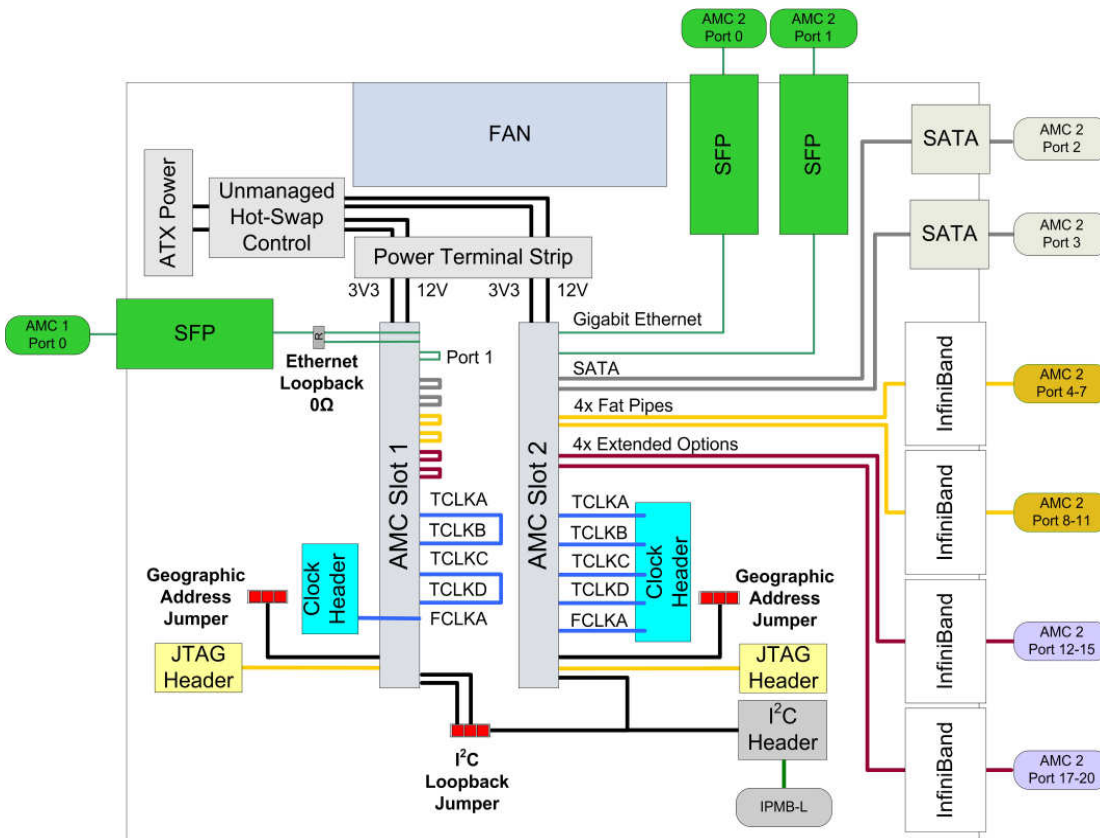 AMC 2
Port 0
AMC 2
Port 1
FAN
SFP
SFP
SATA
AMC 2
Port 2
SATA
AMC 2
Port 3
ATX Power
Unmanaged
Hot-Swap
Control
Power Terminal Strip
3V3
12V
3V3
12V
AMC 1
Port 0
SFP
R
Ethernet
Loopback
0Ω
Port 1
Gigabit Ethernet
SATA
4x Fat Pipes
4x Extended Options
AMC Slot 1
AMC Slot 2
TCLKA
TCLKB
TCLKC
TCLKD
FCLKA
TCLKA
TCLKB
TCLKC
TCLKD
FCLKA
Clock
Header
Clock
Header
Geographic
Address
Jumper
Geographic
Address
Jumper
JTAG
Header
JTAG
Header
I²C
Loopback
Jumper
I²C
Header
IPMB-L
InfiniBand
AMC 2
Port 4-7
InfiniBand
AMC 2
Port 8-11
InfiniBand
AMC 2
Port 12-15
InfiniBand
AMC 2
Port 17-20